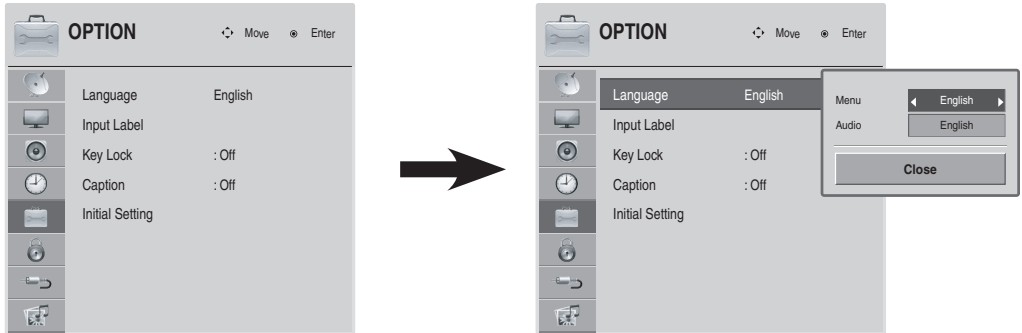 OPTION Move Enter
Language English
Input Label
Key Lock : Off
Caption : Off
Initial Setting
OPTION Move Enter
Language English
Input Label
Key Lock : Off
Caption : Off
Initial Setting
Menu English
Audio English
Close